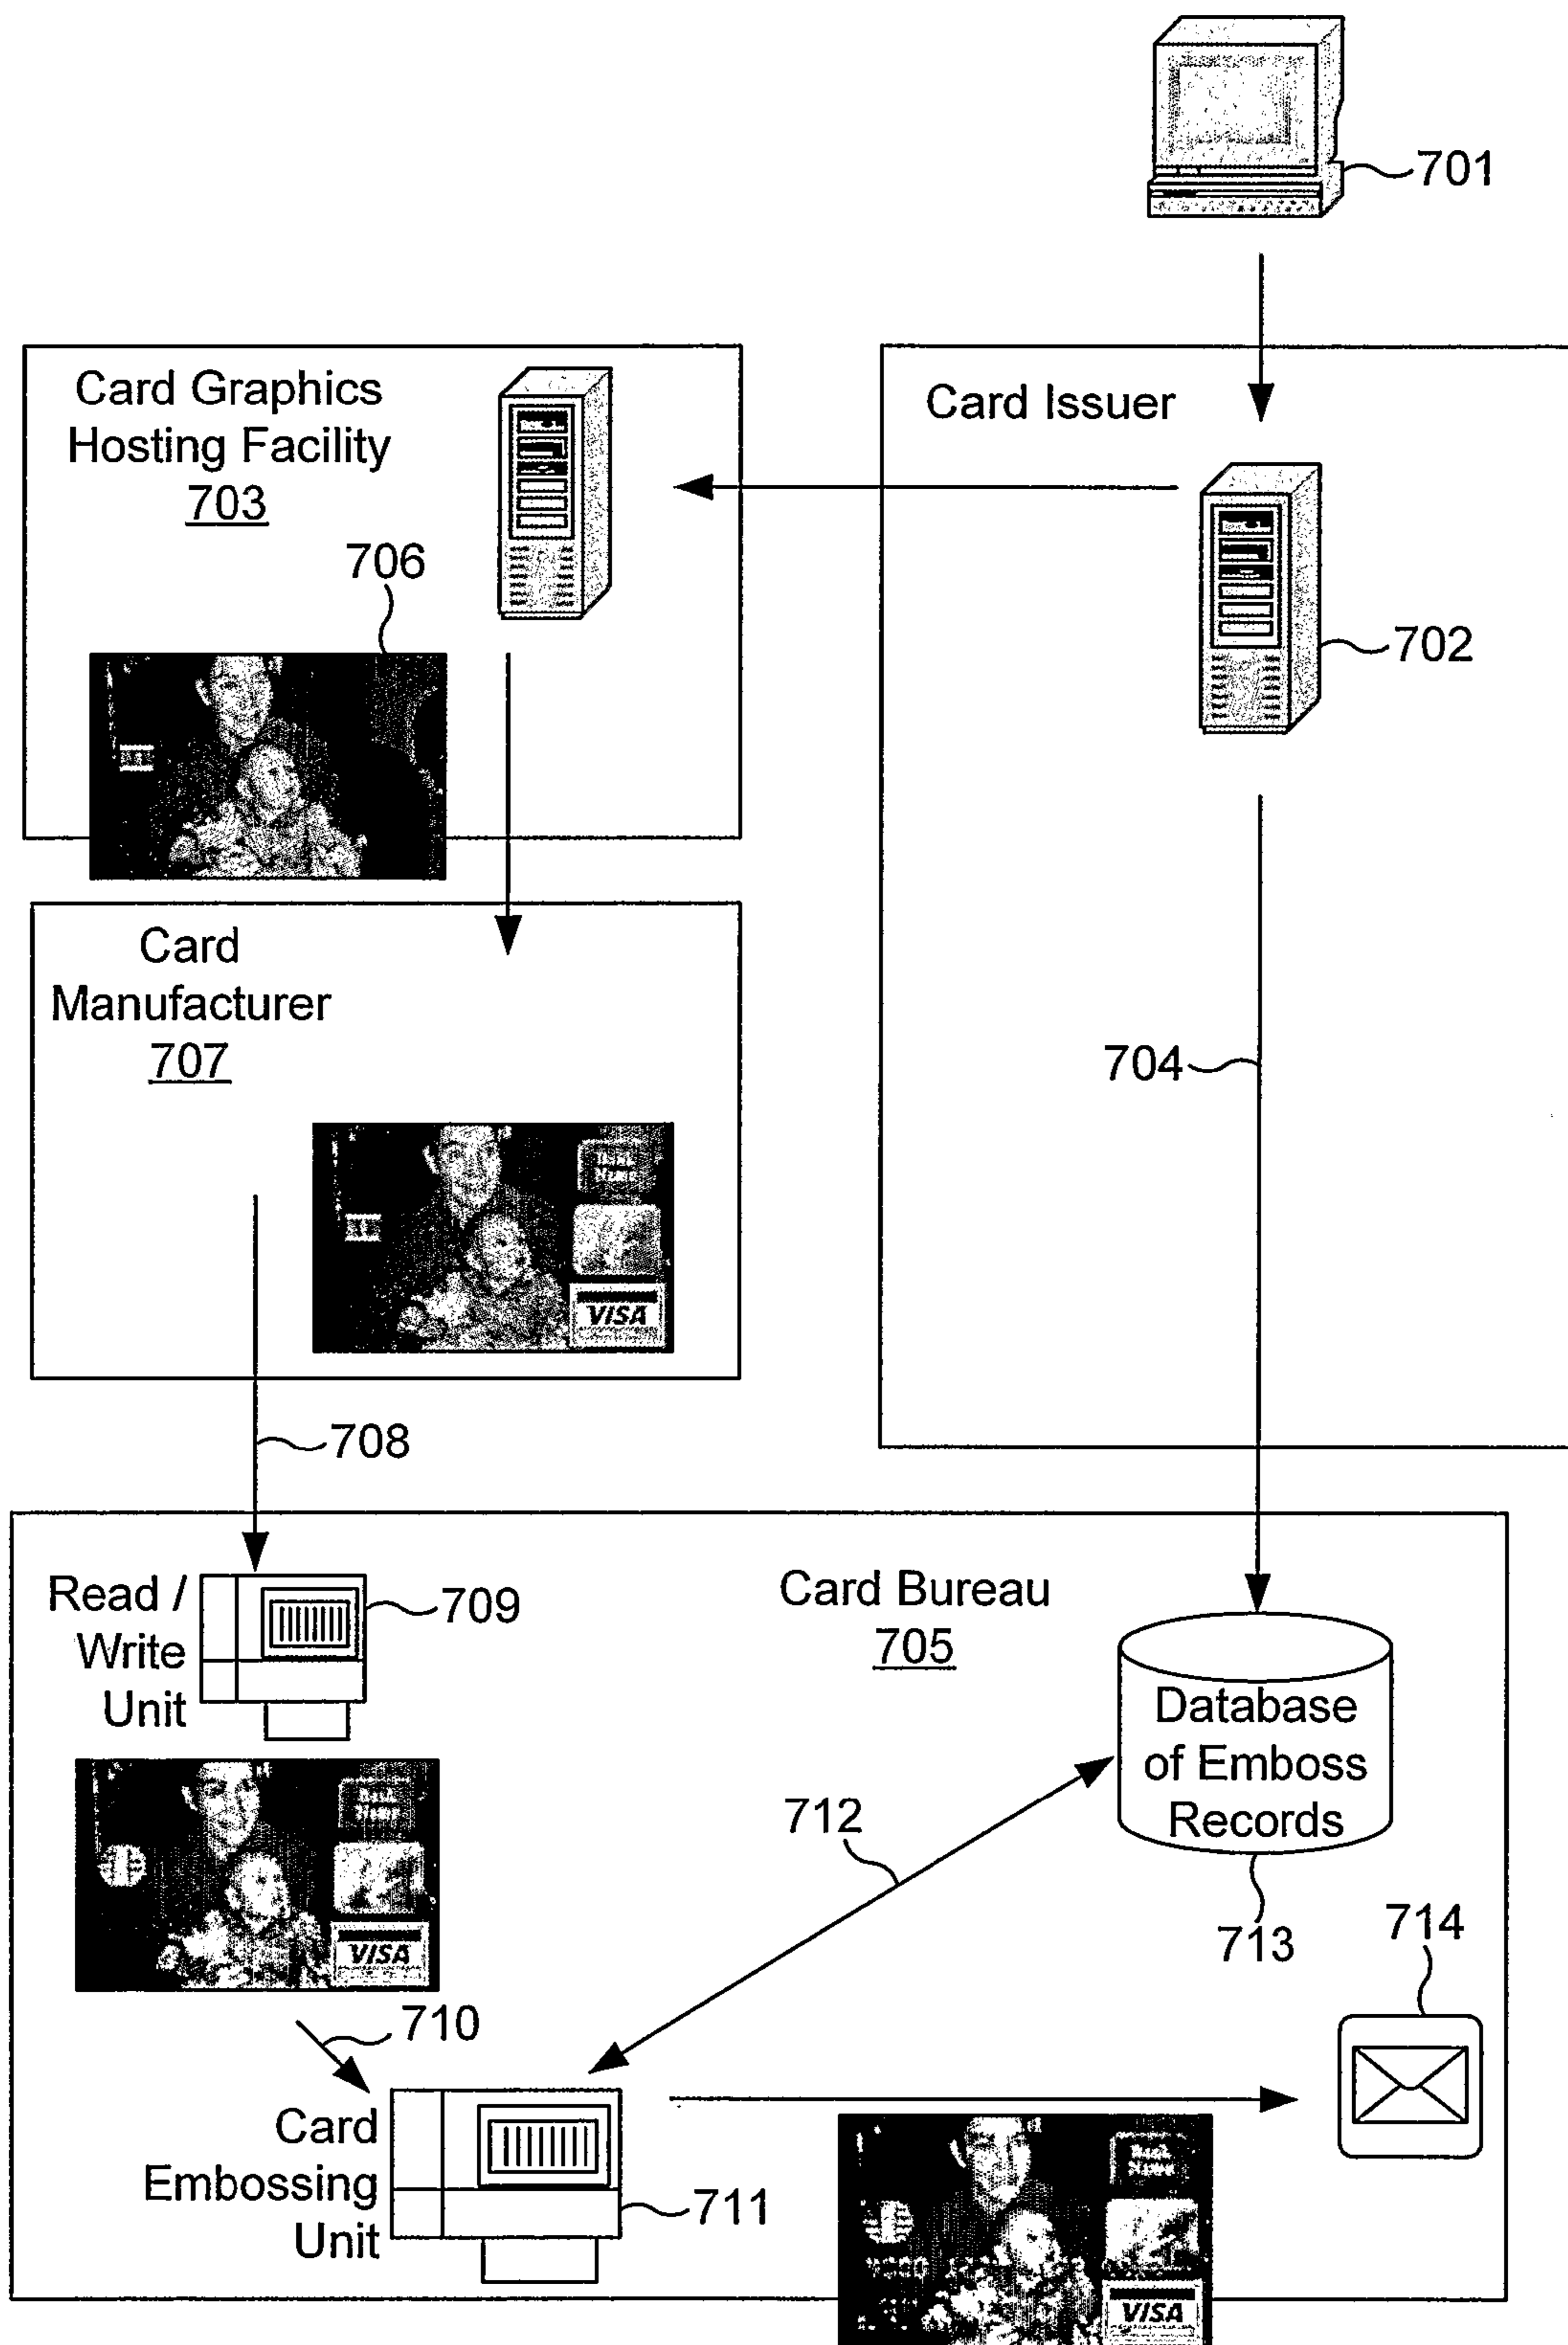 701
Card Graphics
Hosting Facility
703
706
Card Issuer
702
Card
Manufacturer
707
VISA
704
708
Read /
Write
Unit
709
Card Bureau
705
Database
of Emboss
Records
713
VISA
712
710
714
Card
Embossing
Unit
711
VISA